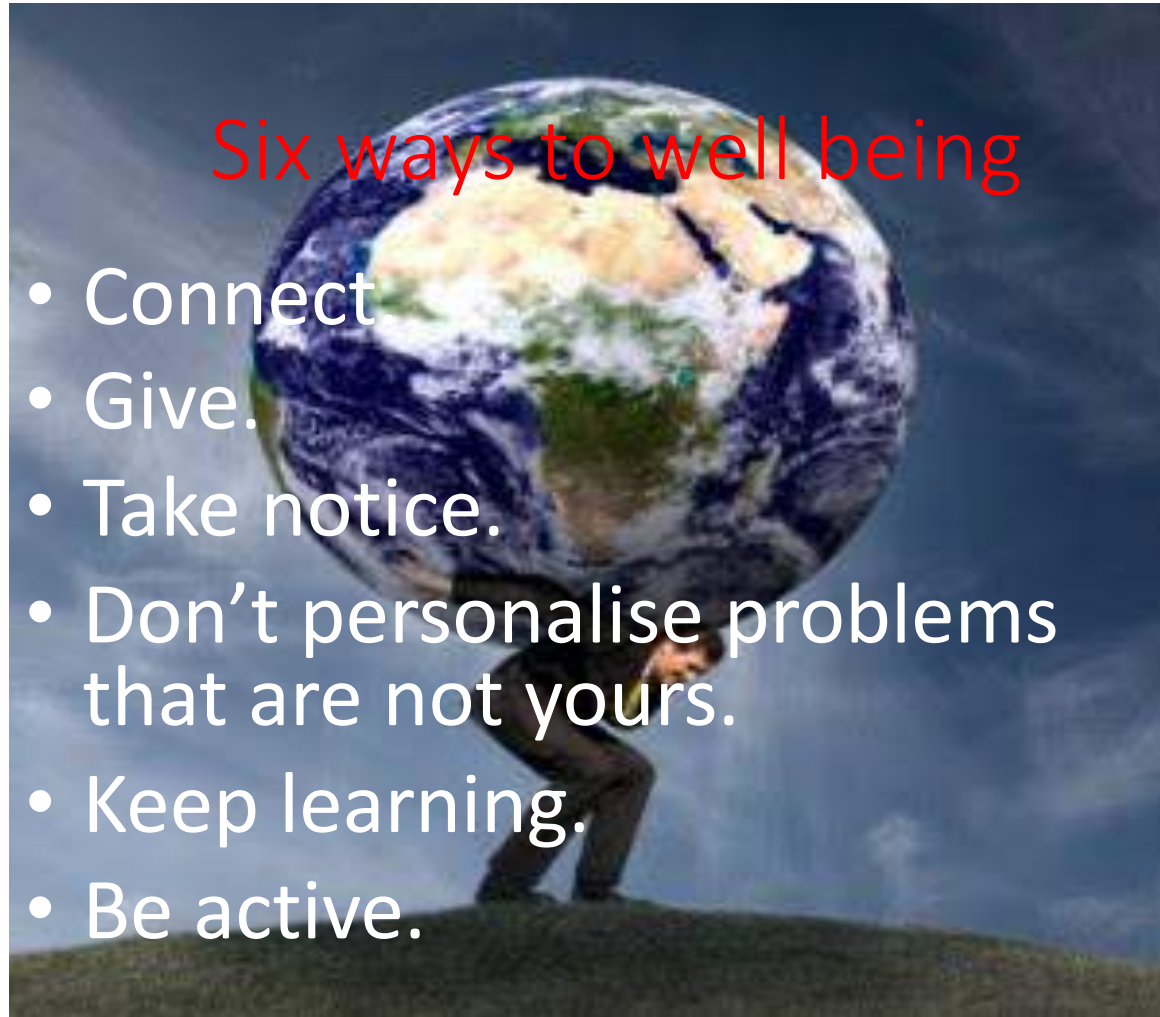 Six ways to well being
• Connect.
• Give.
• Take notice.
• Don’t personalise problems
that are not yours.
• Keep learning.
• Be active.